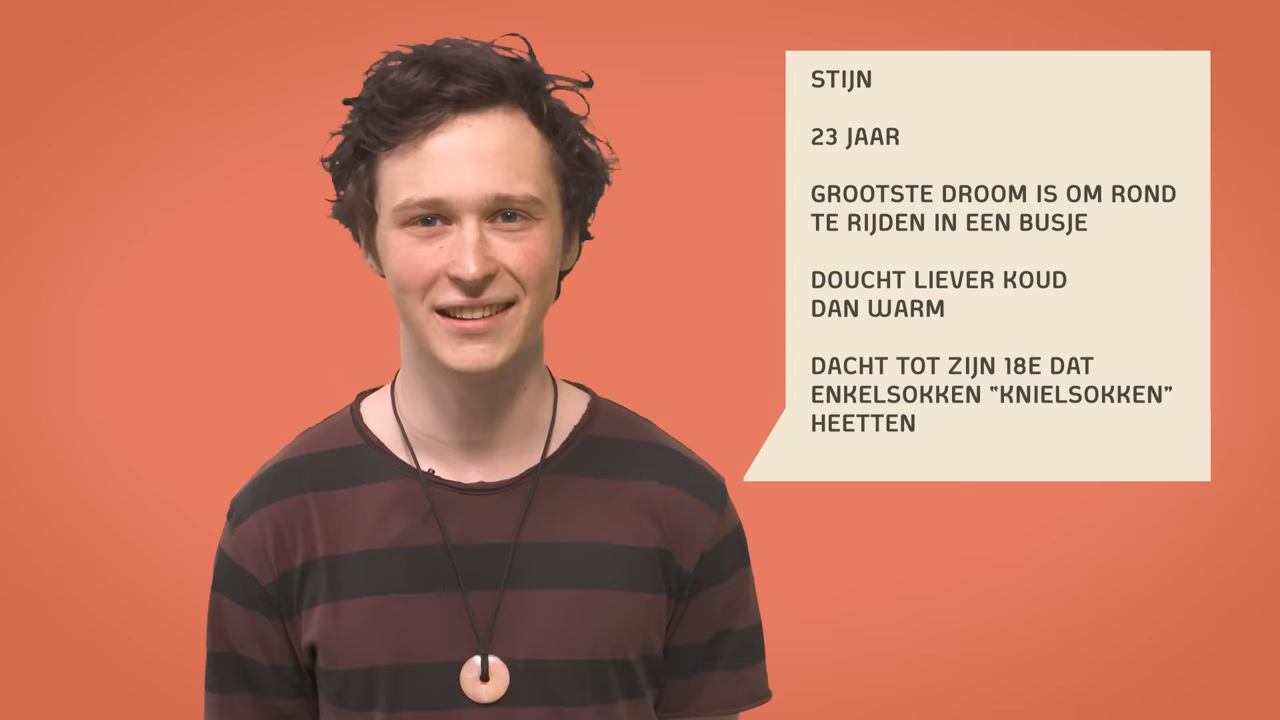 STIJN
23 JAAR
GROOTSTE DROOM IS OM ROND
TE RIJDEN IN EEN BUSJE
DOUCHT LIEVER KOUD
DAN WARM
DACHT TOT ZIJN 18E DAT
ENKELSOKKEN "KNIELSOKKEN"
HEETTEN